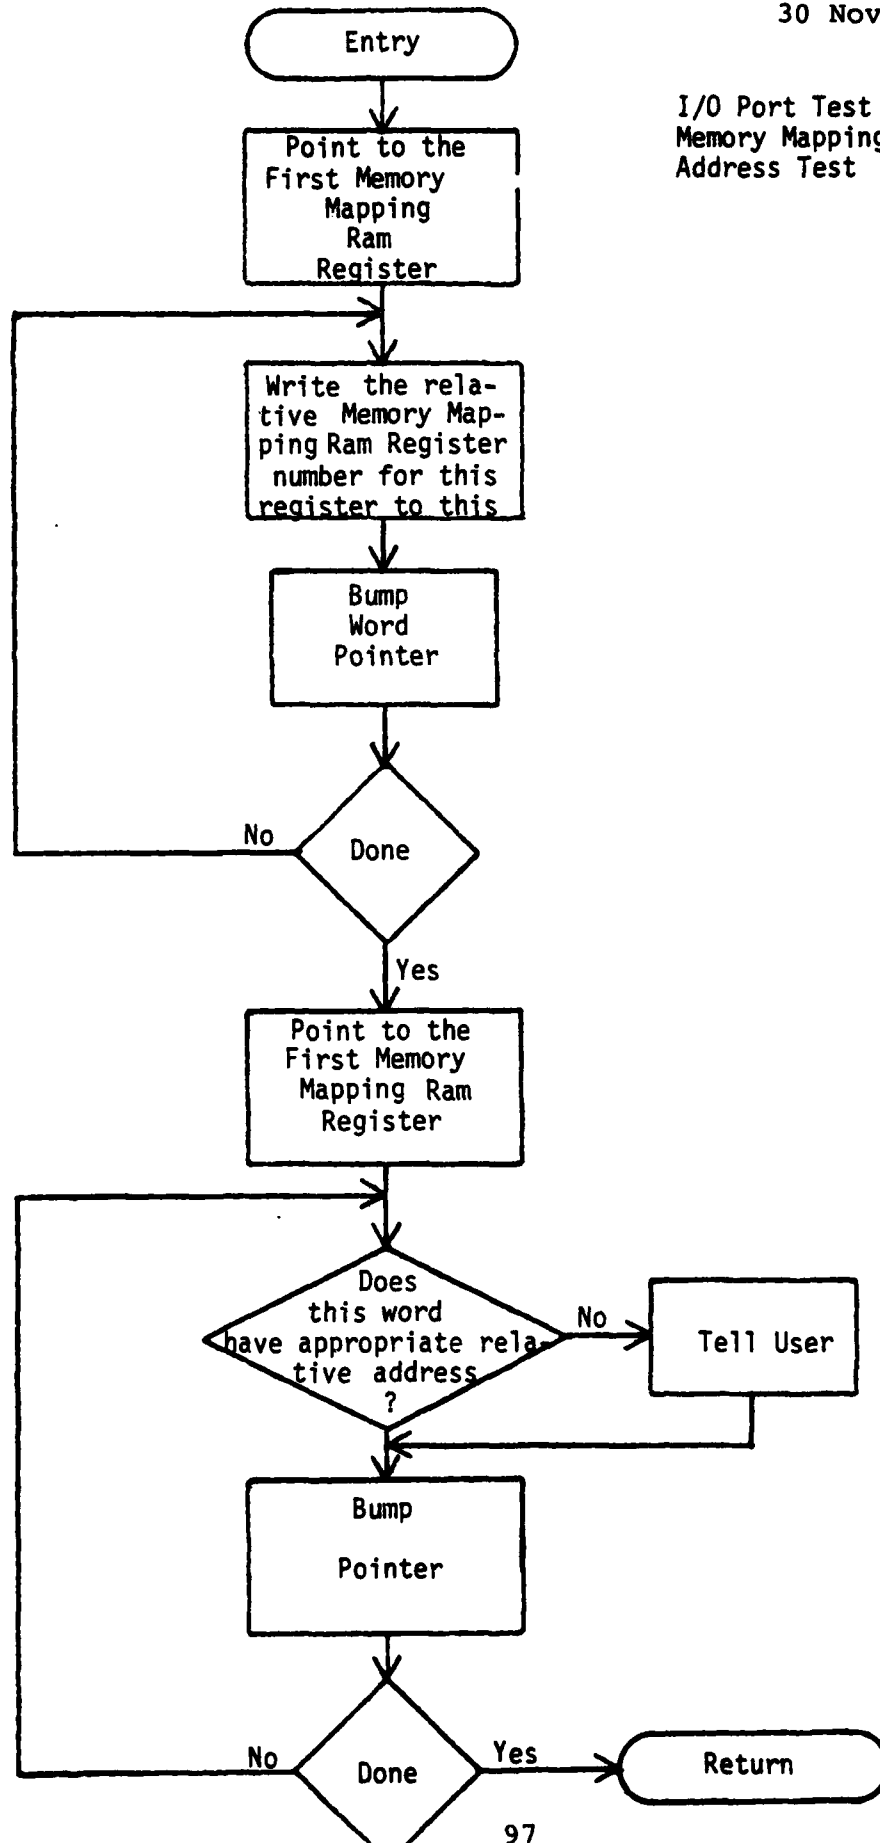 30 Nov
I/O Port Test
Memory Mapping
Address Test
Entry
Point to the
First Memory
Mapping
Ram
Register
Write the rela-
tive Memory Map-
ping Ram Register
number for this
register to this
Bump
Word
Pointer
Done
No
Yes
Point to the
First Memory
Mapping Ram
Register
Does
this word
have appropriate rela-
tive address
?
No
Tell User
Bump
Pointer
Done
No
Yes
Return
97